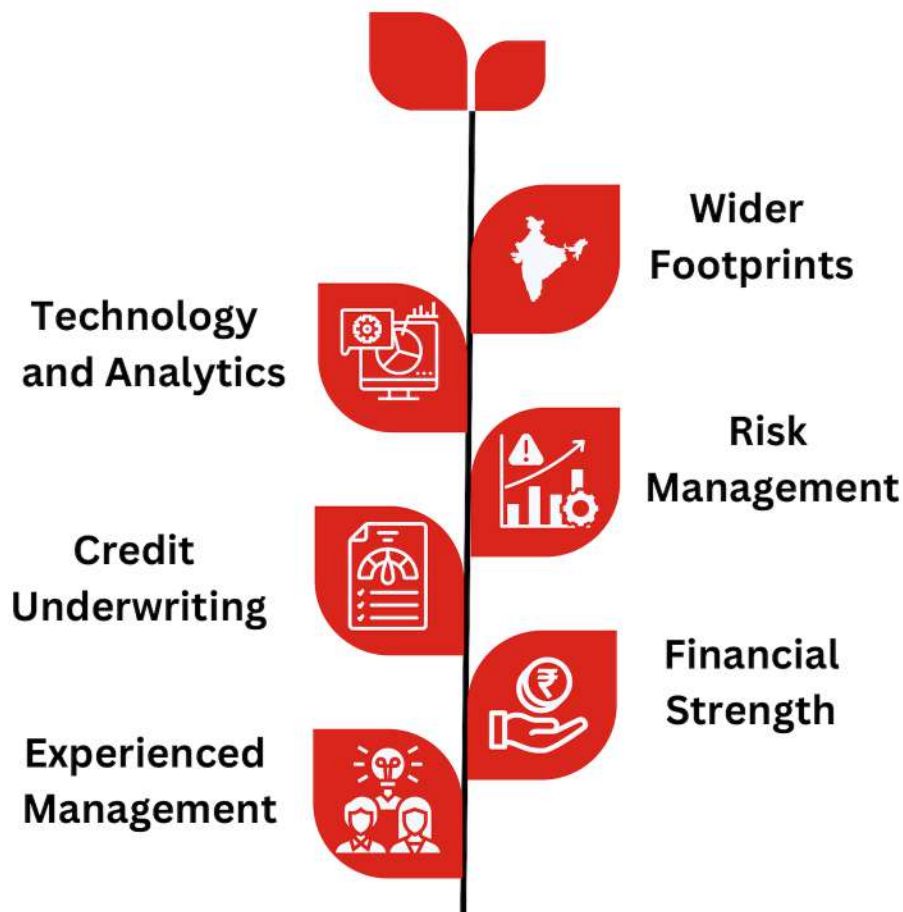 Wider
Footprints
Technology
and Analytics
Risk
Management
Credit
Underwriting
Financial
Strength
₹
Experienced
Management